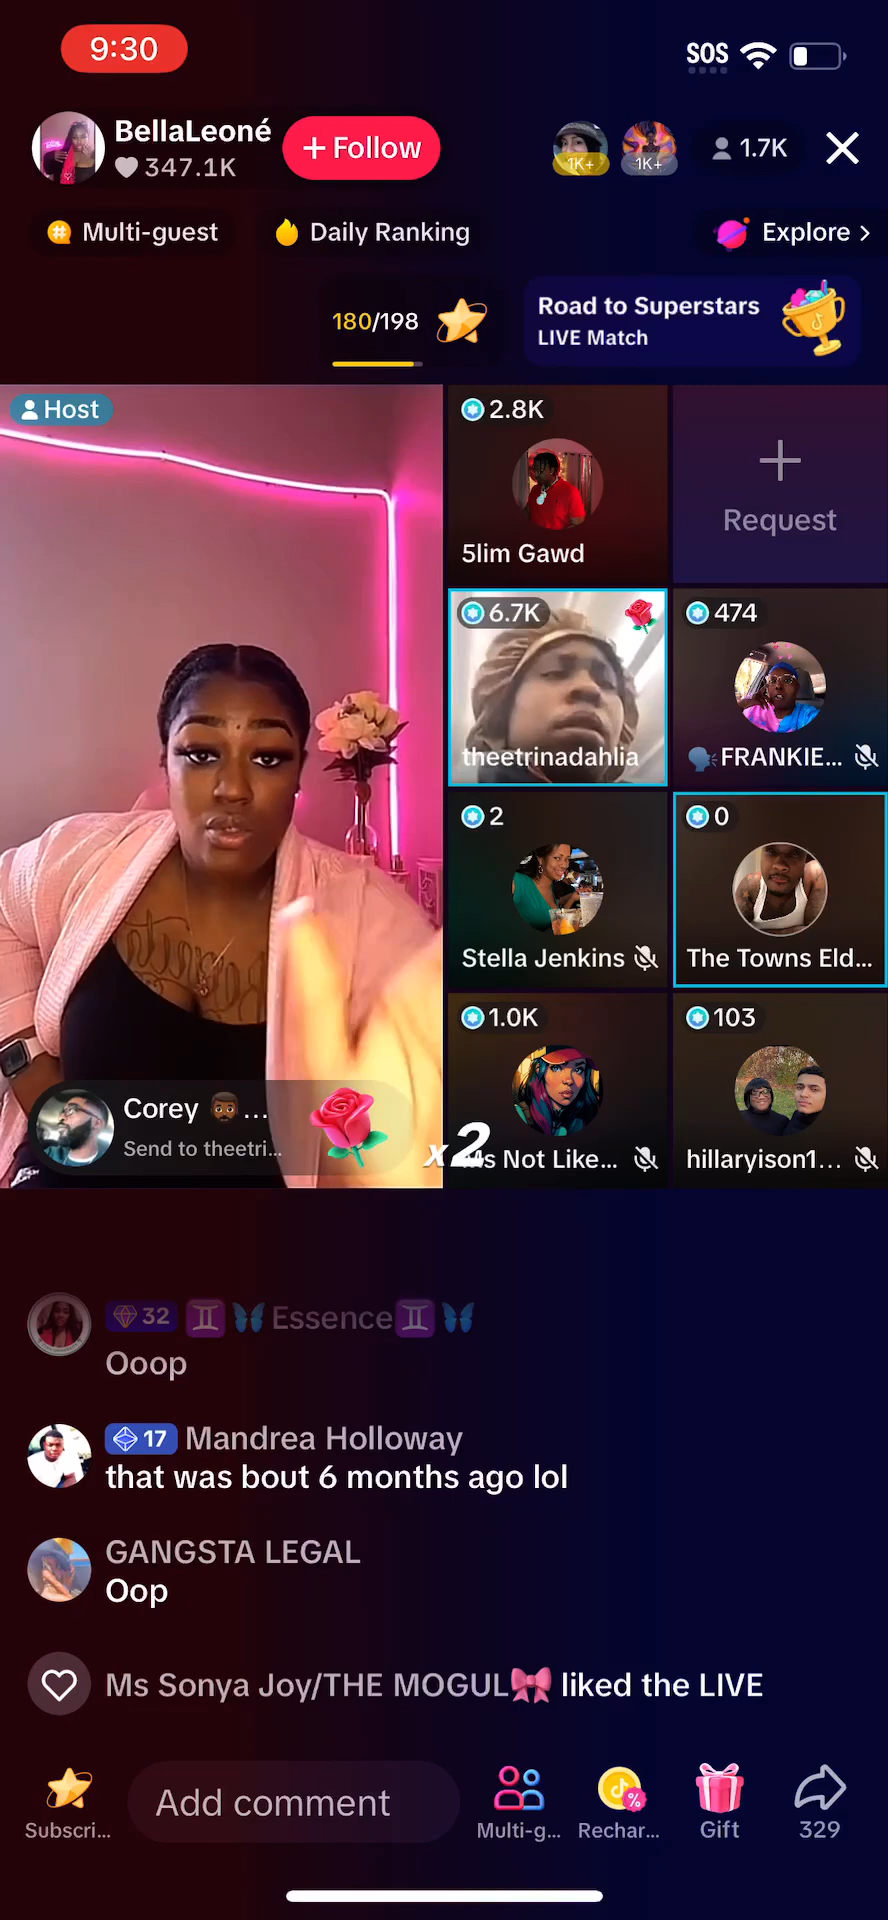 9:30
SOS
BellaLeoné
+ Follow
347.1K
1K+
1K+
1.7K
Multi-guest
Daily Ranking
Explore >
180/198
Road to Superstars
LIVE Match
Host
2.8K
5lim Gawd
+
Request
6.7K
theetrinadahlia
474
FRANKIE...
2
Stella Jenkins
0
The Towns Eld...
1.0K
Ms Not Like...
103
hillaryison1...
Corey 🧔🏾‍♂️...
Send to theetri...
x2
32 ♊🦋Essence♊🦋
Ooop
17 Mandrea Holloway
that was bout 6 months ago lol
GANGSTA LEGAL
Oop
Ms Sonya Joy/THE MOGUL🎀 liked the LIVE
Subscri...
Add comment
Multi-g...
Rechar...
Gift
329